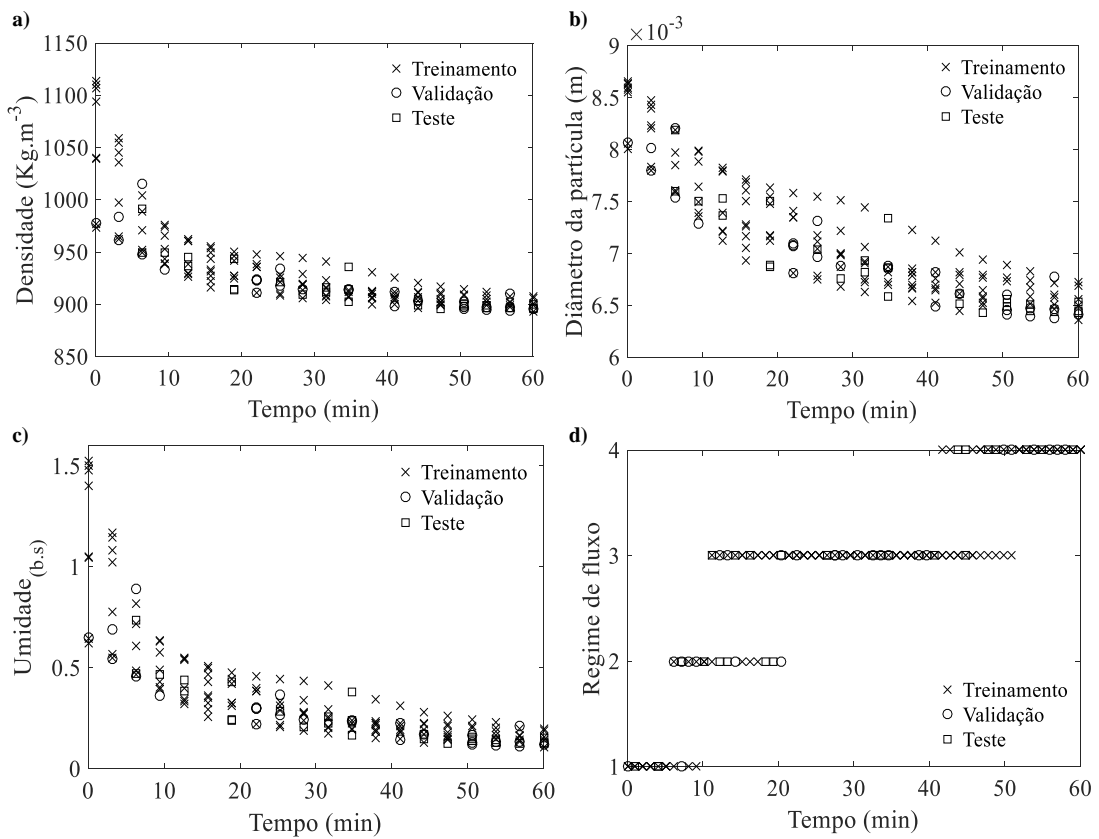 a)
1150
1100
1050
1000
950
900
850
0 10 20 30 40 50 60
Densidade (Kg.m-3)
Tempo (min)
Treinamento
Validação
Teste
b)
×10-3
9
8.5
8
7.5
7
6.5
6
0 10 20 30 40 50 60
Diâmetro da partícula (m)
Tempo (min)
Treinamento
Validação
Teste
c)
1.5
1
0.5
0
0 10 20 30 40 50 60
Umidade(b.s)
Tempo (min)
Treinamento
Validação
Teste
d)
4
3
2
1
0 10 20 30 40 50 60
Regime de fluxo
Tempo (min)
Treinamento
Validação
Teste